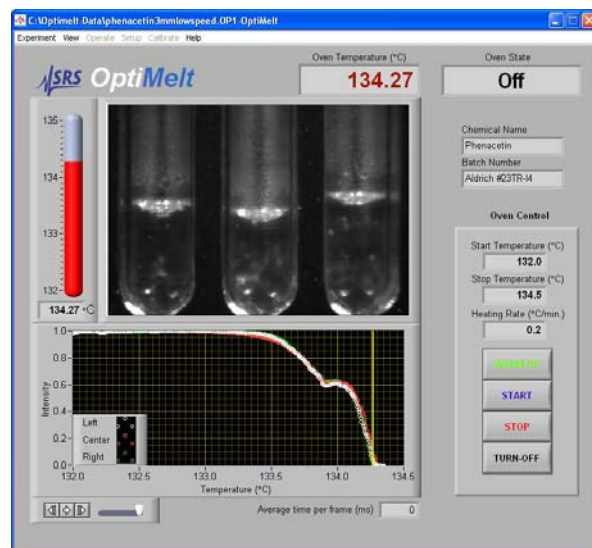 C:\Optimelt-Data\phenacetin3mmlowspeed.OP1-OptiMelt
Experiment View Operate Setup Calibrate Help
SRS OptiMelt
Oven Temperature (°C)
134.27
Oven State
Off
135-
134-
133-
132-
134.27 °C
Chemical Name
Phenacetin
Batch Number
Aldrich #23TR-I4
Oven Control
Start Temperature (°C)
132.0
Stop Temperature (°C)
134.5
Heating Rate (°C/min.)
0.2
START
STOP
TURN-OFF
1.0-
0.8-
0.6-
0.4-
0.2-
0.0-
Intensity
Left
Center
Right
132.0 132.5 133.0 133.5 134.0 134.5
Temperature (°C)
Average time per frame (ms) 0